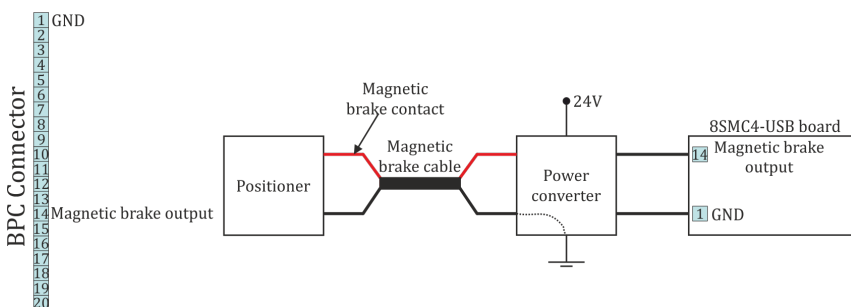 BPC Connector
1 GND
2
3
4
5
6
7
8
9
10
11
12
13
14 Magnetic brake output
15
16
17
18
19
20
Positioner
Magnetic
brake contact
Magnetic
brake cable
24V
Power
converter
8SMC4-USB board
14 Magnetic brake
output
1 GND